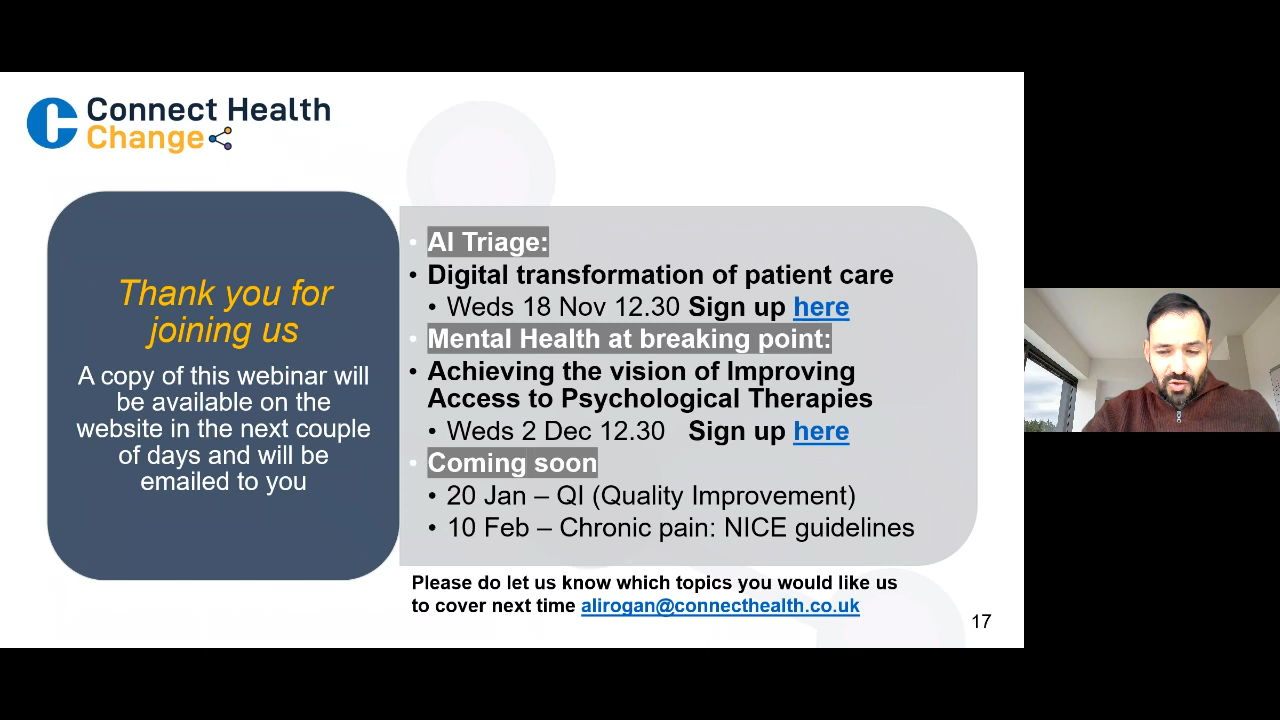 Connect Health
Change
Thank you for
joining us
A copy of this webinar will
be available on the
website in the next couple
of days and will be
emailed to you
• AI Triage:
• Digital transformation of patient care
• Weds 18 Nov 12.30 Sign up here
• Mental Health at breaking point:
• Achieving the vision of Improving
Access to Psychological Therapies
• Weds 2 Dec 12.30 Sign up here
• Coming soon
• 20 Jan – QI (Quality Improvement)
• 10 Feb – Chronic pain: NICE guidelines
Please do let us know which topics you would like us
to cover next time alirogan@connecthealth.co.uk
17